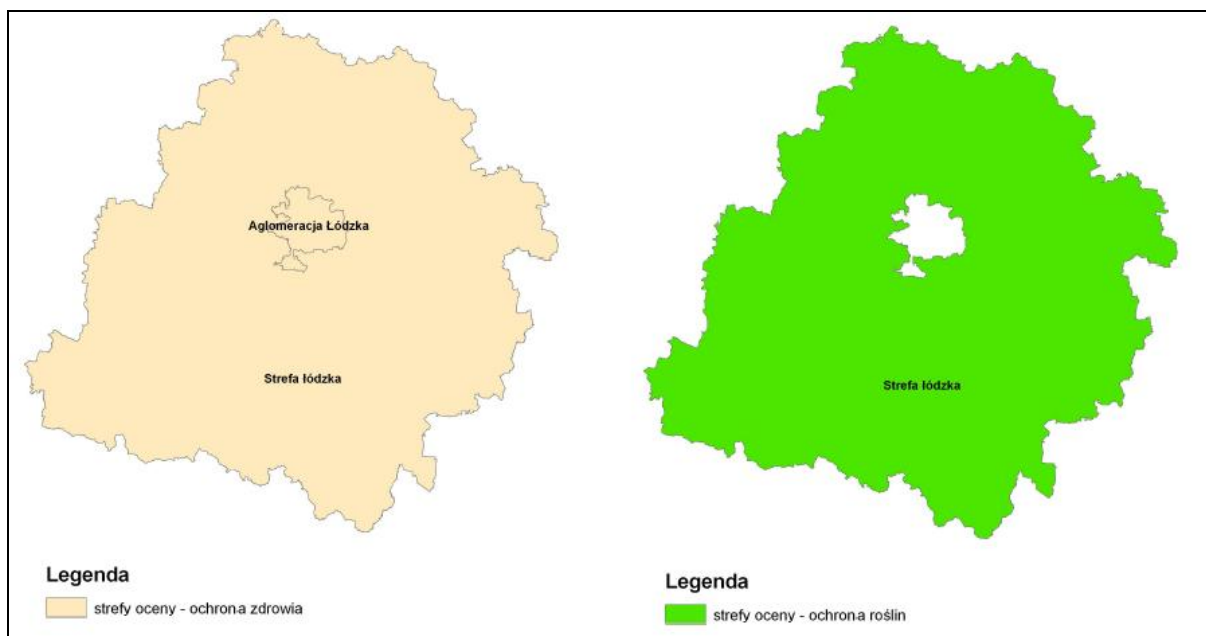 Aglomeracja Łódzka
Strefa łódzka
Legenda
strefy oceny - ochrona zdrowia
Strefa łódzka
Legenda
strefy oceny - ochrona roślin